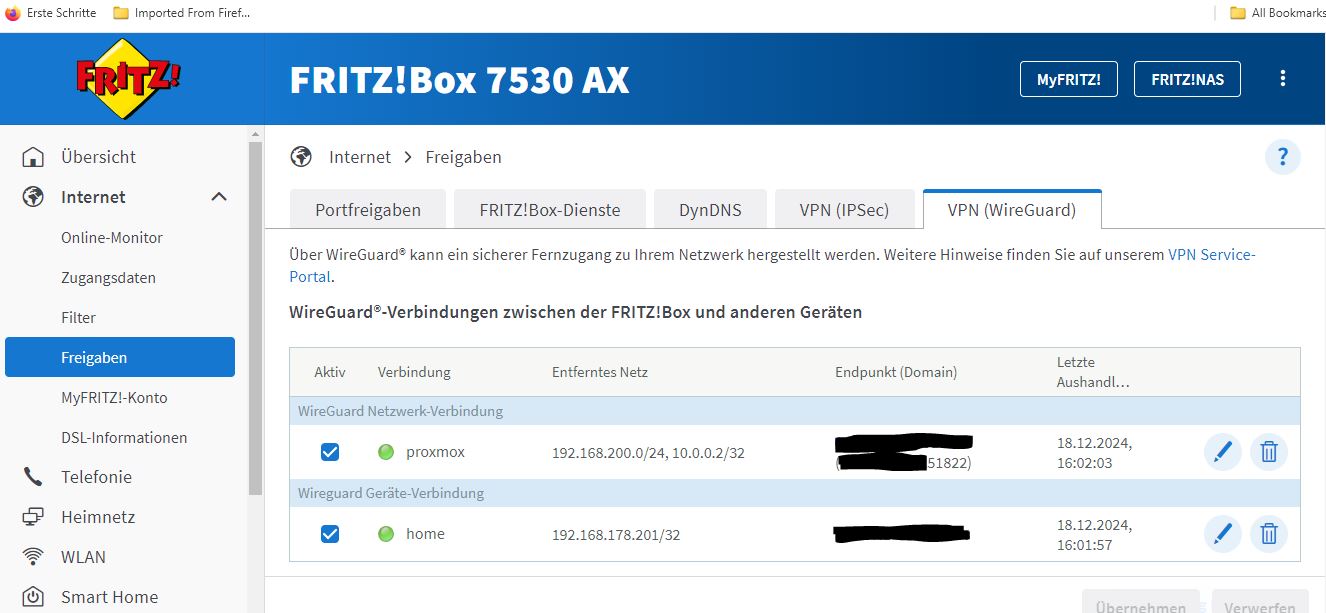 Erste Schritte
Imported From Firef...
All Bookmarks
FRITZ!
FRITZ!Box 7530 AX
MyFRITZ!
FRITZ!NAS
Übersicht
Internet
Online-Monitor
Zugangsdaten
Filter
Freigaben
MyFRITZ!-Konto
DSL-Informationen
Telefonie
Heimnetz
WLAN
Smart Home
Internet > Freigaben
?
Portfreigaben
FRITZ!Box-Dienste
DynDNS
VPN (IPSec)
VPN (WireGuard)
Über WireGuard® kann ein sicherer Fernzugang zu Ihrem Netzwerk hergestellt werden. Weitere Hinweise finden Sie auf unserem VPN Service-
Portal.
WireGuard®-Verbindungen zwischen der FRITZ!Box und anderen Geräten
Aktiv Verbindung Entferntes Netz Endpunkt (Domain) Letzte
Aushandl...
WireGuard Netzwerk-Verbindung
proxmox 192.168.200.0/24, 10.0.0.2/32 18.12.2024,
( 51822) 16:02:03
Wireguard Geräte-Verbindung
home 192.168.178.201/32 18.12.2024,
16:01:57
Übernehmen
Verwerfen